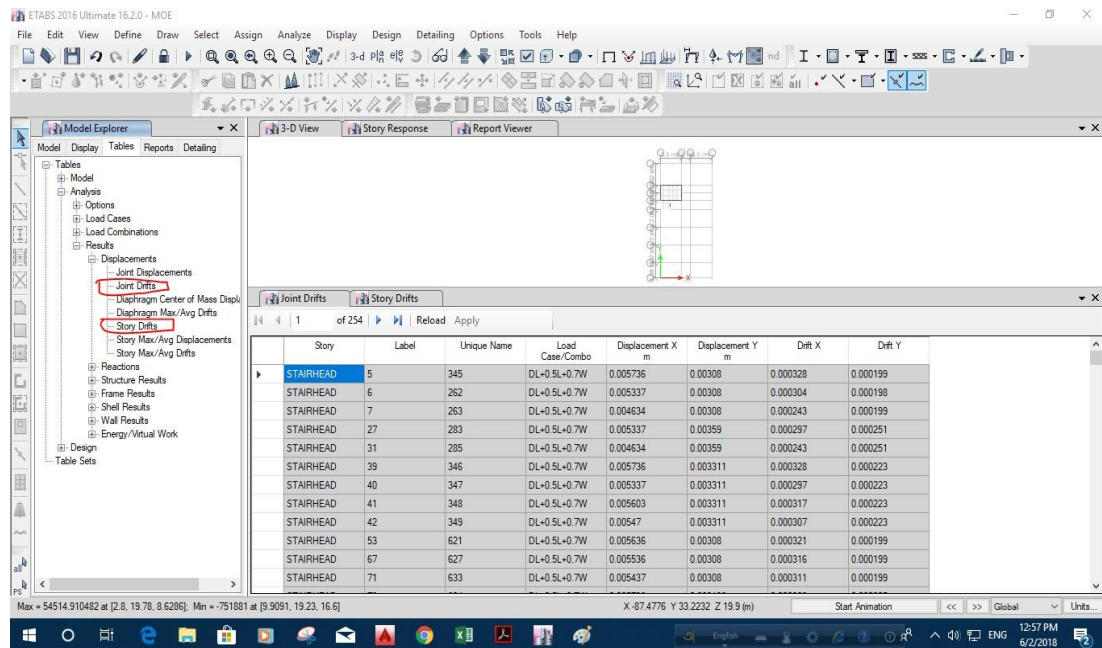 ETABS 2016 Ultimate 16.2.0 - MOE
File Edit View Define Draw Select Assign Analyze Display Design Detailing Options Tools Help
3-d nd
Model Explorer
Model Display Tables Reports Detailing
Tables
Model
Analysis
Options
Load Cases
Load Combinations
Results
Displacements
Joint Displacements
Joint Drifts
Diaphragm Center of Mass Displa
Diaphragm Max/Avg Drifts
Story Drifts
Story Max/Avg Displacements
Story Max/Avg Drifts
Reactions
Structure Results
Frame Results
Shell Results
Wall Results
Energy/Virtual Work
Design
Table Sets
all
PS
3-D View Story Response Report Viewer
X
Joint Drifts Story Drifts
1 of 254 Reload Apply
Story Label Unique Name Load Case/Combo Displacement X m Displacement Y m Drift X Drift Y
STAIRHEAD 5 345 DL+0.5L+0.7W 0.005736 0.00308 0.000328 0.000199
STAIRHEAD 6 262 DL+0.5L+0.7W 0.005337 0.00308 0.000304 0.000198
STAIRHEAD 7 263 DL+0.5L+0.7W 0.004634 0.00308 0.000243 0.000199
STAIRHEAD 27 283 DL+0.5L+0.7W 0.005337 0.00359 0.000297 0.000251
STAIRHEAD 31 285 DL+0.5L+0.7W 0.004634 0.00359 0.000243 0.000251
STAIRHEAD 39 346 DL+0.5L+0.7W 0.005736 0.003311 0.000328 0.000223
STAIRHEAD 40 347 DL+0.5L+0.7W 0.005337 0.003311 0.000297 0.000223
STAIRHEAD 41 348 DL+0.5L+0.7W 0.005603 0.003311 0.000317 0.000223
STAIRHEAD 42 349 DL+0.5L+0.7W 0.00547 0.003311 0.000307 0.000223
STAIRHEAD 53 621 DL+0.5L+0.7W 0.005636 0.00308 0.000321 0.000199
STAIRHEAD 67 627 DL+0.5L+0.7W 0.005536 0.00308 0.000316 0.000199
STAIRHEAD 71 633 DL+0.5L+0.7W 0.005437 0.00308 0.000311 0.000199
Max = 54514.910482 at [2.8, 19.78, 8.6286]; Min = -751881 at [9.9091, 19.23, 16.6] X -87.4776 Y 33.2232 Z 19.9 (m) Start Animation << >> Global Units...
English ENG 12:57 PM
6/2/2018